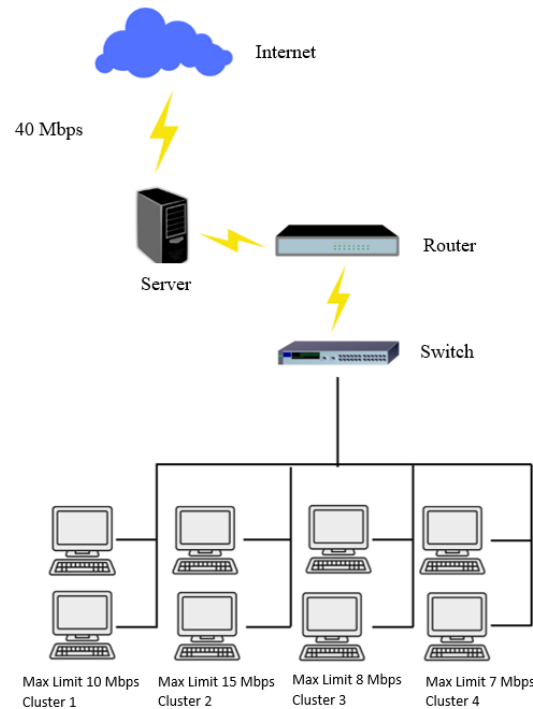 Internet
40 Mbps
Router
Server
Switch
Max Limit 10 Mbps
Cluster 1
Max Limit 15 Mbps
Cluster 2
Max Limit 8 Mbps
Cluster 3
Max Limit 7 Mbps
Cluster 4